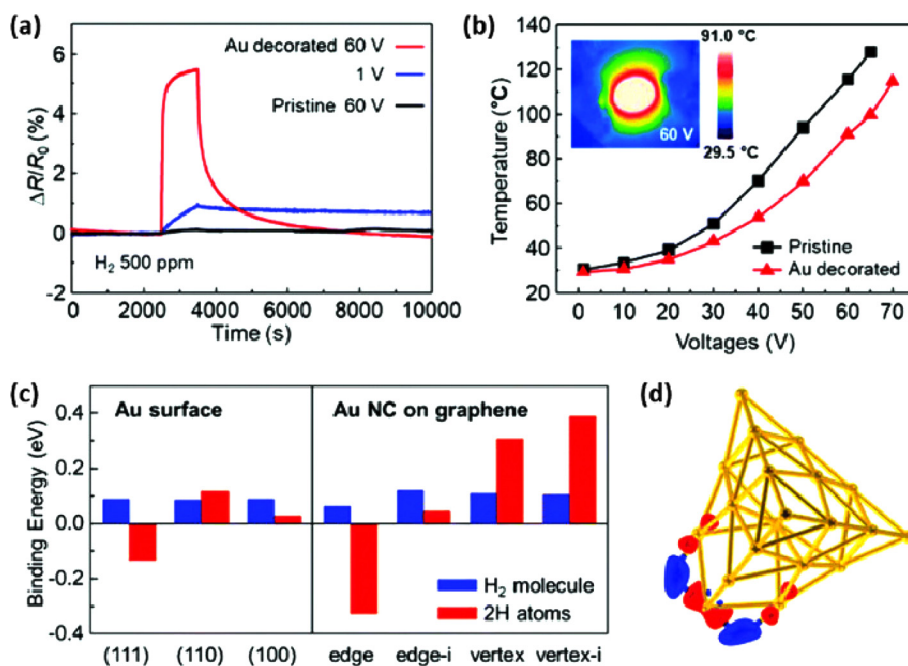 (a)
Au decorated 60 V
1 V
Pristine 60 V
H2 500 ppm
ΔR/R0 (%)
6
4
2
0
-2
0 2000 4000 6000 8000 10000
Time (s)
(b)
91.0 °C
60 V
29.5 °C
Temperature (°C)
140
120
100
80
60
40
20
Pristine
Au decorated
0 10 20 30 40 50 60 70
Voltages (V)
(c)
Au surface
Au NC on graphene
Binding Energy (eV)
0.4
0.2
0.0
-0.2
-0.4
H2 molecule
2H atoms
(111) (110) (100) edge edge-i vertex vertex-i
(d)